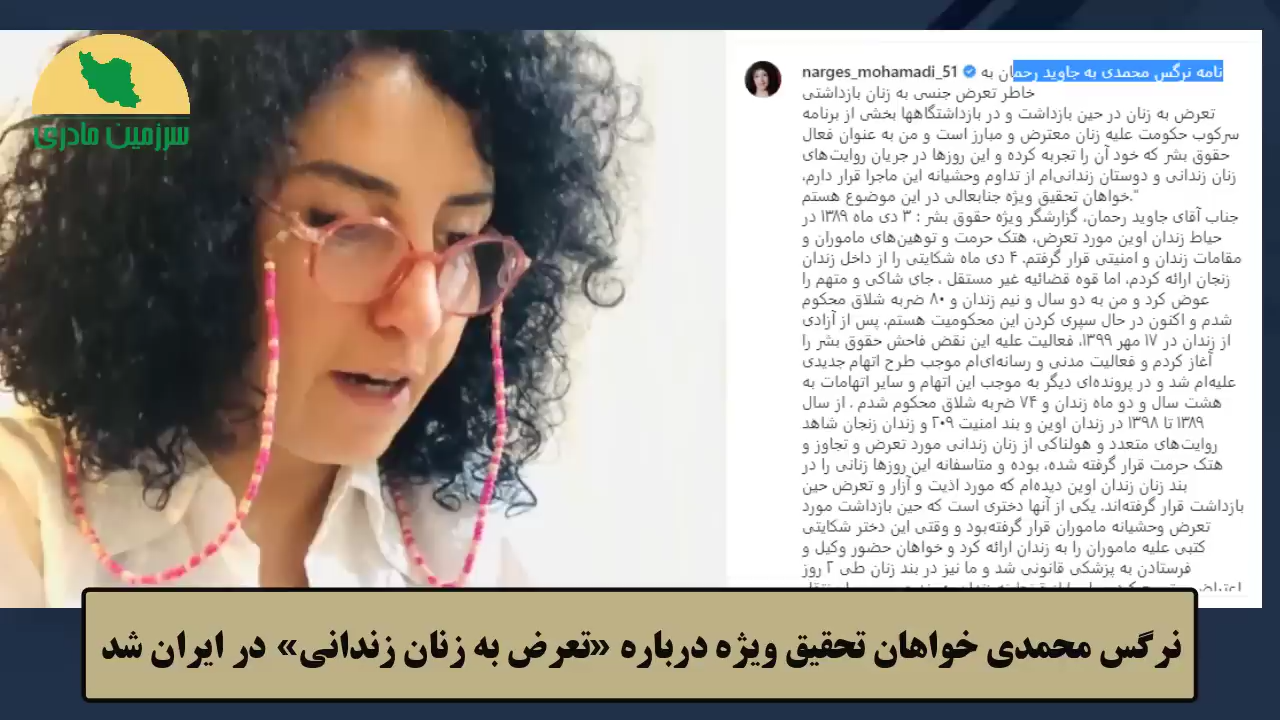 سرزمین مادری
narges_mohamadi_51 نامه نرگس محمدی به جاوید رحمان به
خاطر تعرض جنسی به زنان بازداشتی
تعرض به زنان در حین بازداشت و در بازداشتگاهها بخشی از برنامه
سرکوب حکومت علیه زنان معترض و مبارز است و من به عنوان فعال
حقوق بشر که خود آن را تجربه کرده و این روزها در جریان روایت‌های
زنان زندانی و دوستان زندانی‌ام از تداوم وحشیانه این ماجرا قرار دارم،
خواهان تحقیق ویژه جنابعالی در این موضوع هستم."
جناب آقای جاوید رحمان، گزارشگر ویژه حقوق بشر : ۳ دی ماه ۱۳۸۹ در
حیاط زندان اوین مورد تعرض، هتک حرمت و توهین‌های ماموران و
مقامات زندان و امنیتی قرار گرفتم. ۴ دی ماه شکایتی را از داخل زندان
زنجان ارائه کردم، اما قوه قضائیه غیر مستقل ، جای شاکی و متهم را
عوض کرد و من به دو سال و نیم زندان و ۸۰ ضربه شلاق محکوم
شدم و اکنون در حال سپری کردن این محکومیت هستم. پس از آزادی
از زندان در ۱۷ مهر ۱۳۹۹، فعالیت علیه این نقض فاحش حقوق بشر را
آغاز کردم و فعالیت مدنی و رسانه‌ای‌ام موجب طرح اتهام جدیدی
علیه‌ام شد و در پرونده‌ای دیگر به موجب این اتهام و سایر اتهامات به
هشت سال و دو ماه زندان و ۷۴ ضربه شلاق محکوم شدم . از سال
۱۳۸۹ تا ۱۳۹۸ در زندان اوین و بند امنیت ۲۰۹ و زندان زنجان شاهد
روایت‌های متعدد و هولناکی از زنان زندانی مورد تعرض و تجاوز و
هتک حرمت قرار گرفته شده، بوده و متاسفانه این روزها زنانی را در
بند زنان زندان اوین دیده‌ام که مورد اذیت و آزار و تعرض حین
بازداشت قرار گرفته‌اند. یکی از آنها دختری است که حین بازداشت مورد
تعرض وحشیانه ماموران قرار گرفته‌بود و وقتی این دختر شکایتی
کتبی علیه ماموران را به زندان ارائه کرد و خواهان حضور وکیل و
فرستادن به پزشکی قانونی شد و ما نیز در بند زنان طی ۲ روز
نرگس محمدی خواهان تحقیق ویژه درباره «تعرض به زنان زندانی» در ایران شد